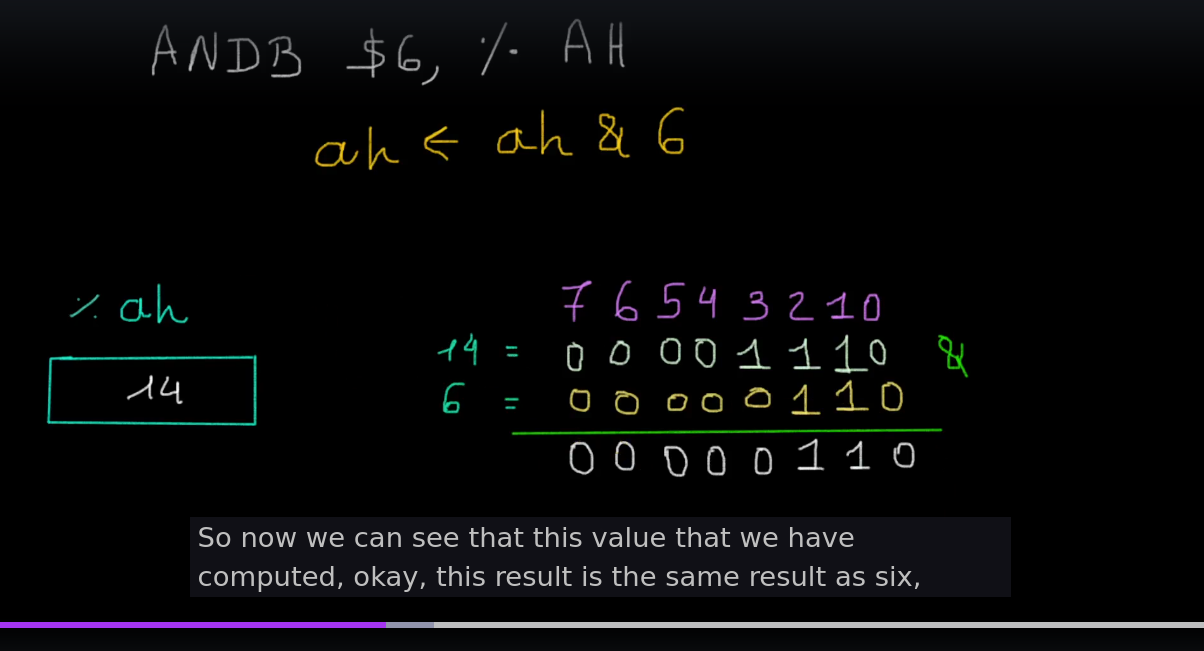 ANDB $6, % AH
ah ← ah & 6
% ah
14
7 6 5 4 3 2 1 0
14 = 0 0 0 0 1 1 1 0 &
6 = 0 0 0 0 0 1 1 0
0 0 0 0 0 1 1 0
So now we can see that this value that we have
computed, okay, this result is the same result as six,